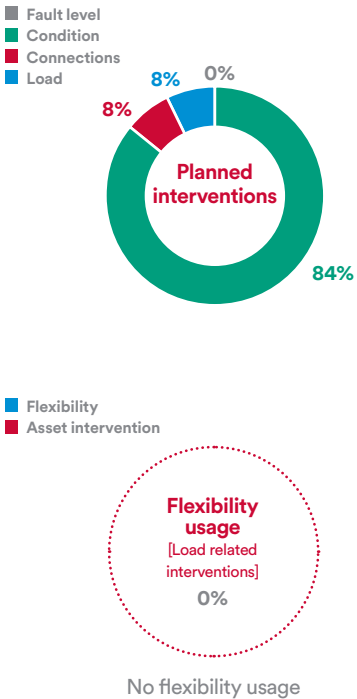 Fault level
Condition
Connections
Load
8%
8%
0%
Planned
interventions
84%
Flexibility
Asset intervention
Flexibility
usage
[Load related
interventions]
0%
No flexibility usage